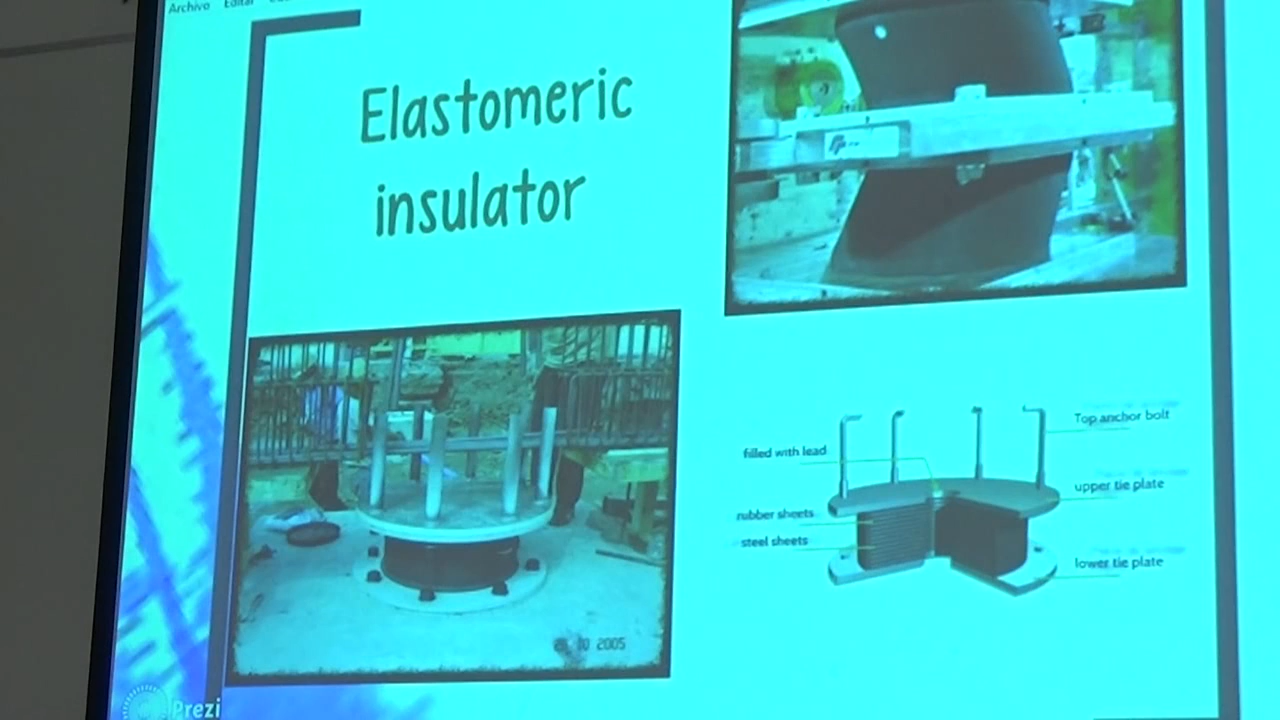 Archivo Editar
Elastomeric
insulator
10 2005
filled with lead
rubber sheets
steel sheets
Top anchor bolt
upper tie plate
lower tie plate
Prezi